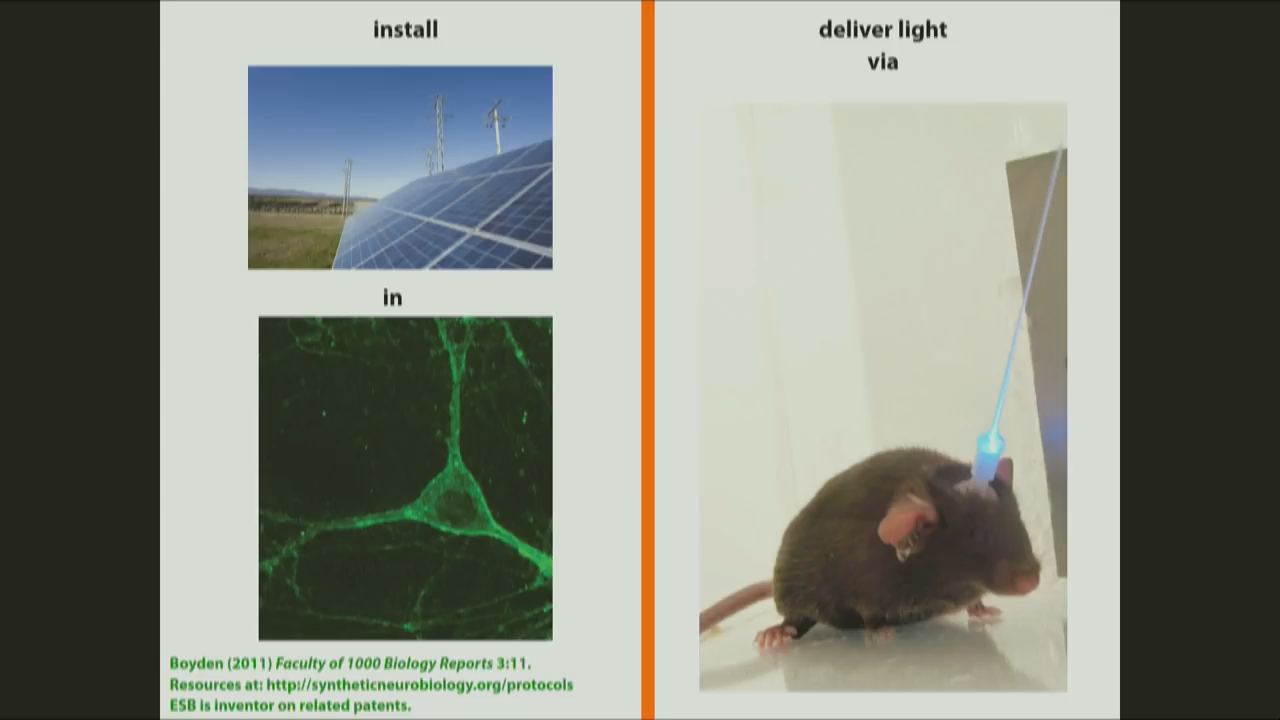 install
in
Boyden (2011) Faculty of 1000 Biology Reports 3:11.
Resources at: http://syntheticneurobiology.org/protocols
ESB is inventor on related patents.
deliver light
via